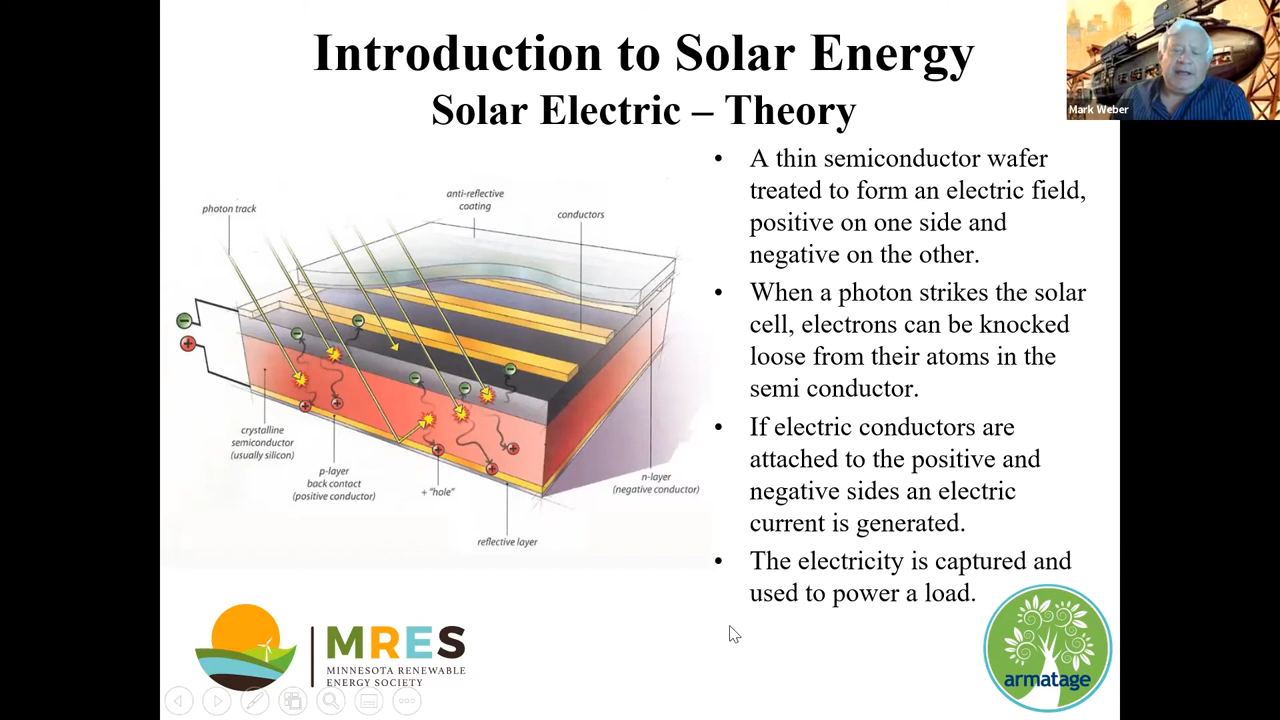 Introduction to Solar Energy
Solar Electric – Theory
Mark Weber
• A thin semiconductor wafer
treated to form an electric field,
positive on one side and
negative on the other.
• When a photon strikes the solar
cell, electrons can be knocked
loose from their atoms in the
semi conductor.
• If electric conductors are
attached to the positive and
negative sides an electric
current is generated.
• The electricity is captured and
used to power a load.
photon track
anti-reflective
coating
conductors
crystalline
semiconductor
(usually silicon)
p-layer
back contact
(positive conductor)
+ "hole"
reflective layer
n-layer
(negative conductor)
MRES
MINNESOTA RENEWABLE
ENERGY SOCIETY
armatage